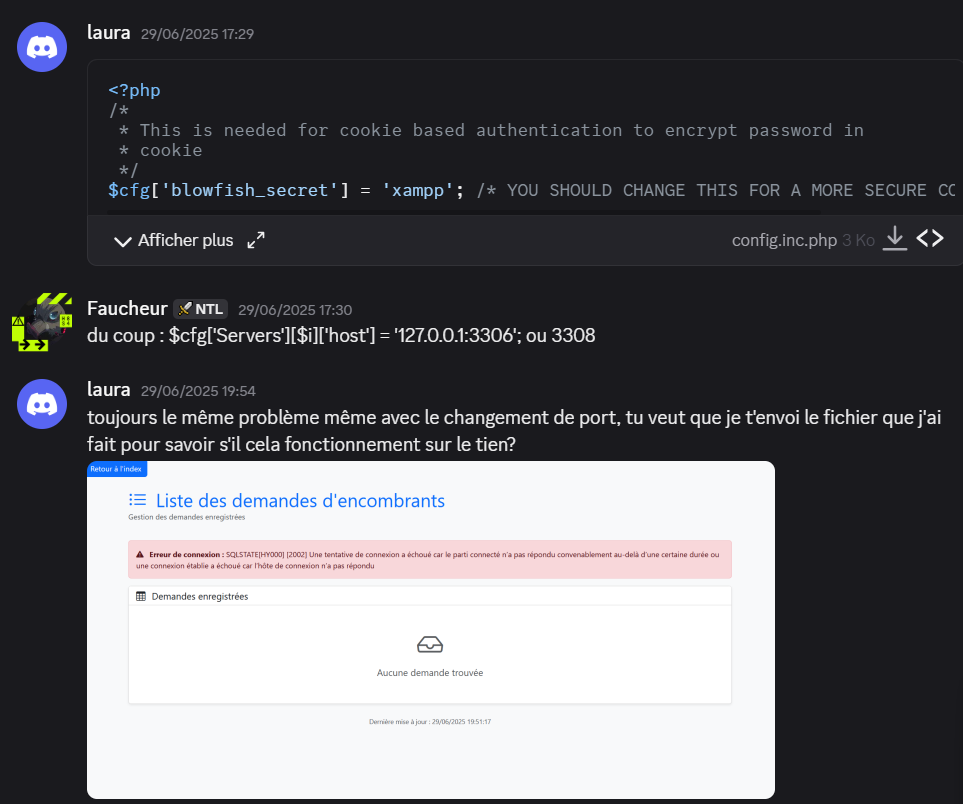 laura 29/06/2025 17:29
<?php
/*
* This is needed for cookie based authentication to encrypt password in
* cookie
*/
$cfg['blowfish_secret'] = 'xampp'; /* YOU SHOULD CHANGE THIS FOR A MORE SECURE CO
Afficher plus config.inc.php 3 Ko
Faucheur NTL 29/06/2025 17:30
du coup : $cfg['Servers'][$i]['host'] = '127.0.0.1:3306'; ou 3308
laura 29/06/2025 19:54
toujours le même problème même avec le changement de port, tu veut que je t'envoi le fichier que j'ai
fait pour savoir s'il cela fonctionnement sur le tien?
Retour à l'index
Liste des demandes d'encombrants
Gestion des demandes enregistrées
Erreur de connexion : SQLSTATE[HY000] [2002] Une tentative de connexion a échoué car le parti connecté n'a pas répondu convenablement au-delà d'une certaine durée ou
une connexion établie a échoué car l'hôte de connexion n'a pas répondu
Demandes enregistrées
Aucune demande trouvée
Dernière mise à jour : 29/06/2025 19:51:17